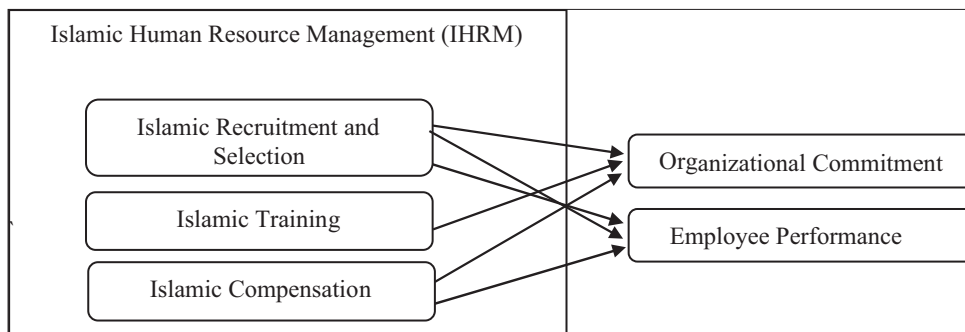 Islamic Human Resource Management (IHRM)
Islamic Recruitment and
Selection
Organizational Commitment
Islamic Training
Employee Performance
Islamic Compensation